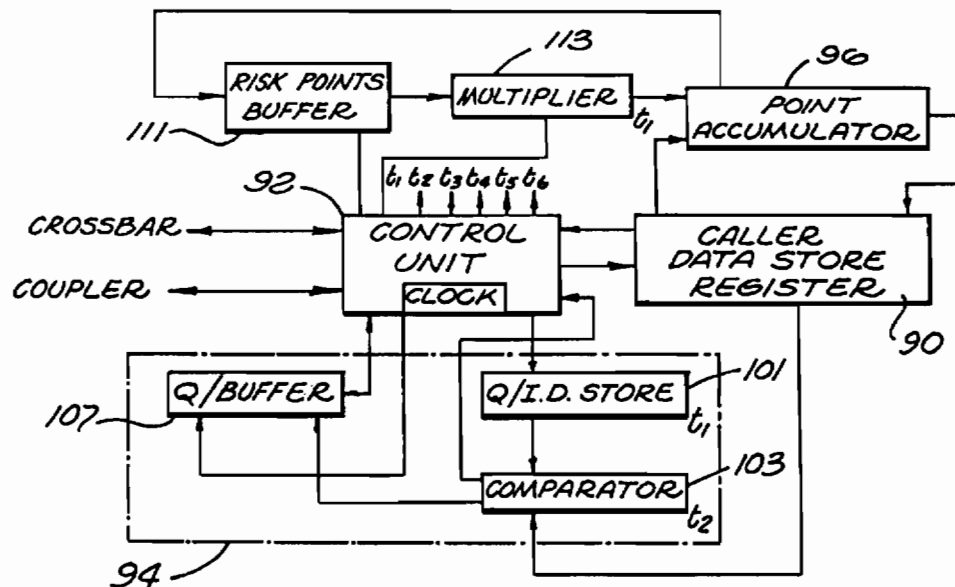 113
96
RISK POINTS
BUFFER
MULTIPLIER
t1
POINT
ACCUMULATOR
111
92
t1 t2 t3 t4 t5 t6
CROSSBAR
CONTROL
UNIT
CALLER
DATA STORE
REGISTER
COUPLER
CLOCK
90
Q/BUFFER
Q/I.D. STORE
101
107
t1
COMPARATOR
103
t2
94